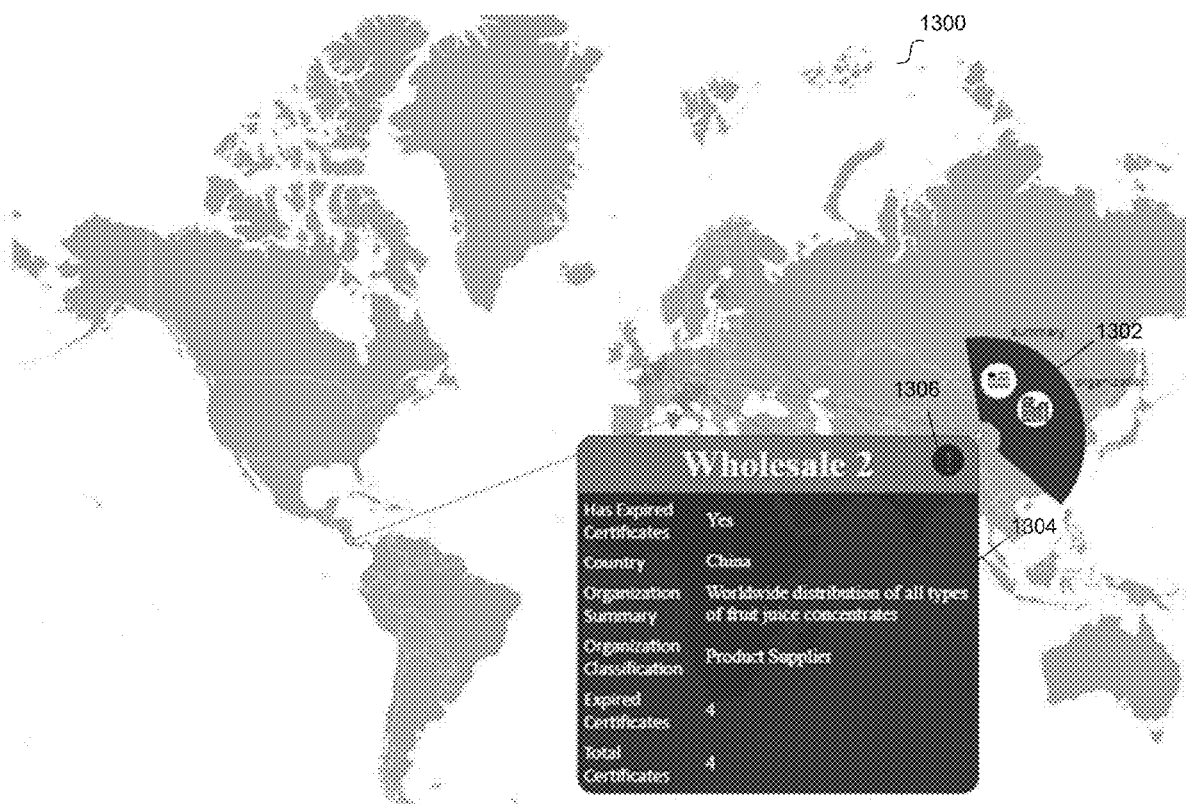 1300
1302
1306
Wholesale 2
Has Expired
Certificates
Yes
1304
Country
China
Organization
Summary
Worldwide distribution of all types
of fruit juice concentrates
Organization
Classification
Product Supplier
Expired
Certificates
4
Total
Certificates
4